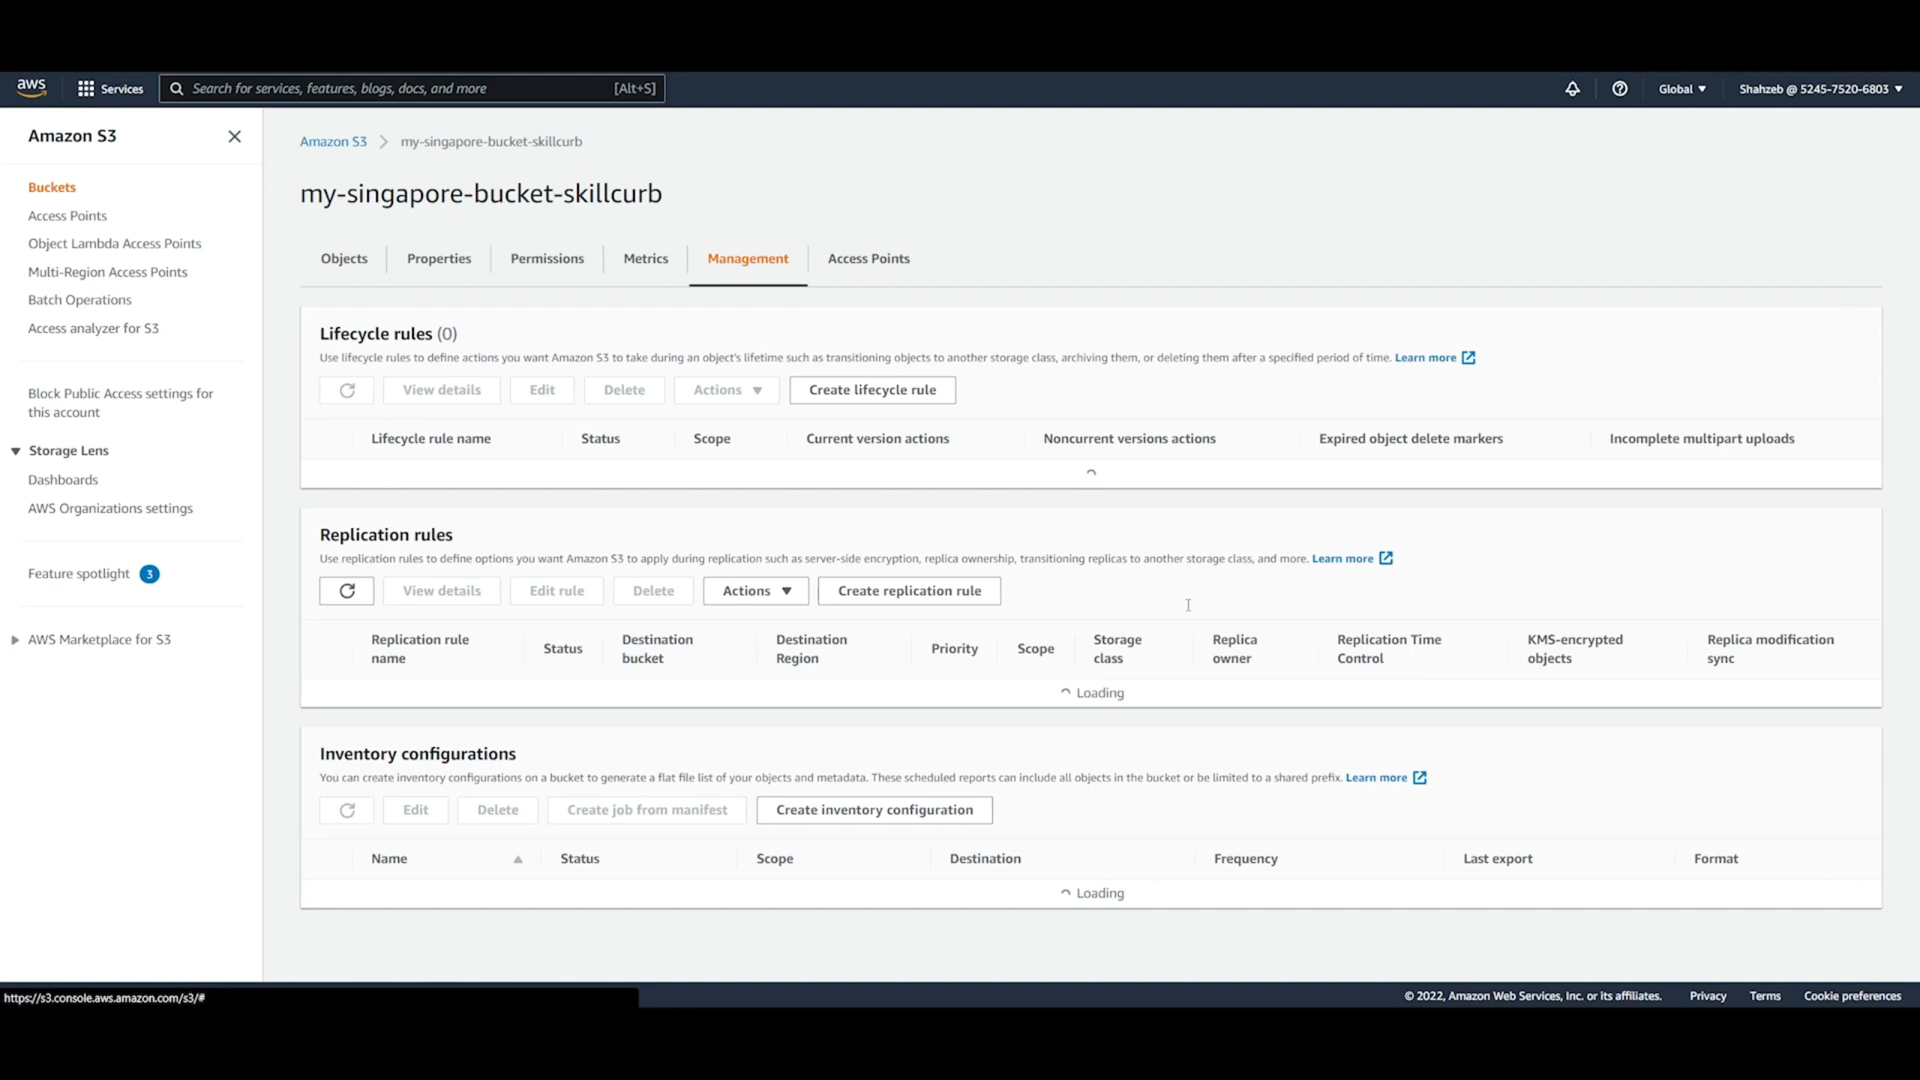 aws
Services
Search for services, features, blogs, docs, and more
[Alt+S]
Global
Shahzeb @ 5245-7520-6803
Amazon S3
Buckets
Access Points
Object Lambda Access Points
Multi-Region Access Points
Batch Operations
Access analyzer for S3
Block Public Access settings for
this account
Storage Lens
Dashboards
AWS Organizations settings
Feature spotlight 3
AWS Marketplace for S3
Amazon S3 my-singapore-bucket-skillcurb
my-singapore-bucket-skillcurb
Objects Properties Permissions Metrics Management Access Points
Lifecycle rules (0)
Use lifecycle rules to define actions you want Amazon S3 to take during an object's lifetime such as transitioning objects to another storage class, archiving them, or deleting them after a specified period of time. Learn more
View details Edit Delete Actions Create lifecycle rule
Lifecycle rule name Status Scope Current version actions Noncurrent versions actions Expired object delete markers Incomplete multipart uploads
Replication rules
Use replication rules to define options you want Amazon S3 to apply during replication such as server-side encryption, replica ownership, transitioning replicas to another storage class, and more. Learn more
View details Edit rule Delete Actions Create replication rule
Replication rule name
Status
Destination bucket
Destination Region
Priority
Scope
Storage class
Replica owner
Replication Time Control
KMS-encrypted objects
Replica modification sync
Loading
Inventory configurations
You can create inventory configurations on a bucket to generate a flat file list of your objects and metadata. These scheduled reports can include all objects in the bucket or be limited to a shared prefix. Learn more
Edit Delete Create job from manifest Create inventory configuration
Name Status Scope Destination Frequency Last export Format
Loading
https://s3.console.aws.amazon.com/s3/#
© 2022, Amazon Web Services, Inc. or its affiliates. Privacy Terms Cookie preferences